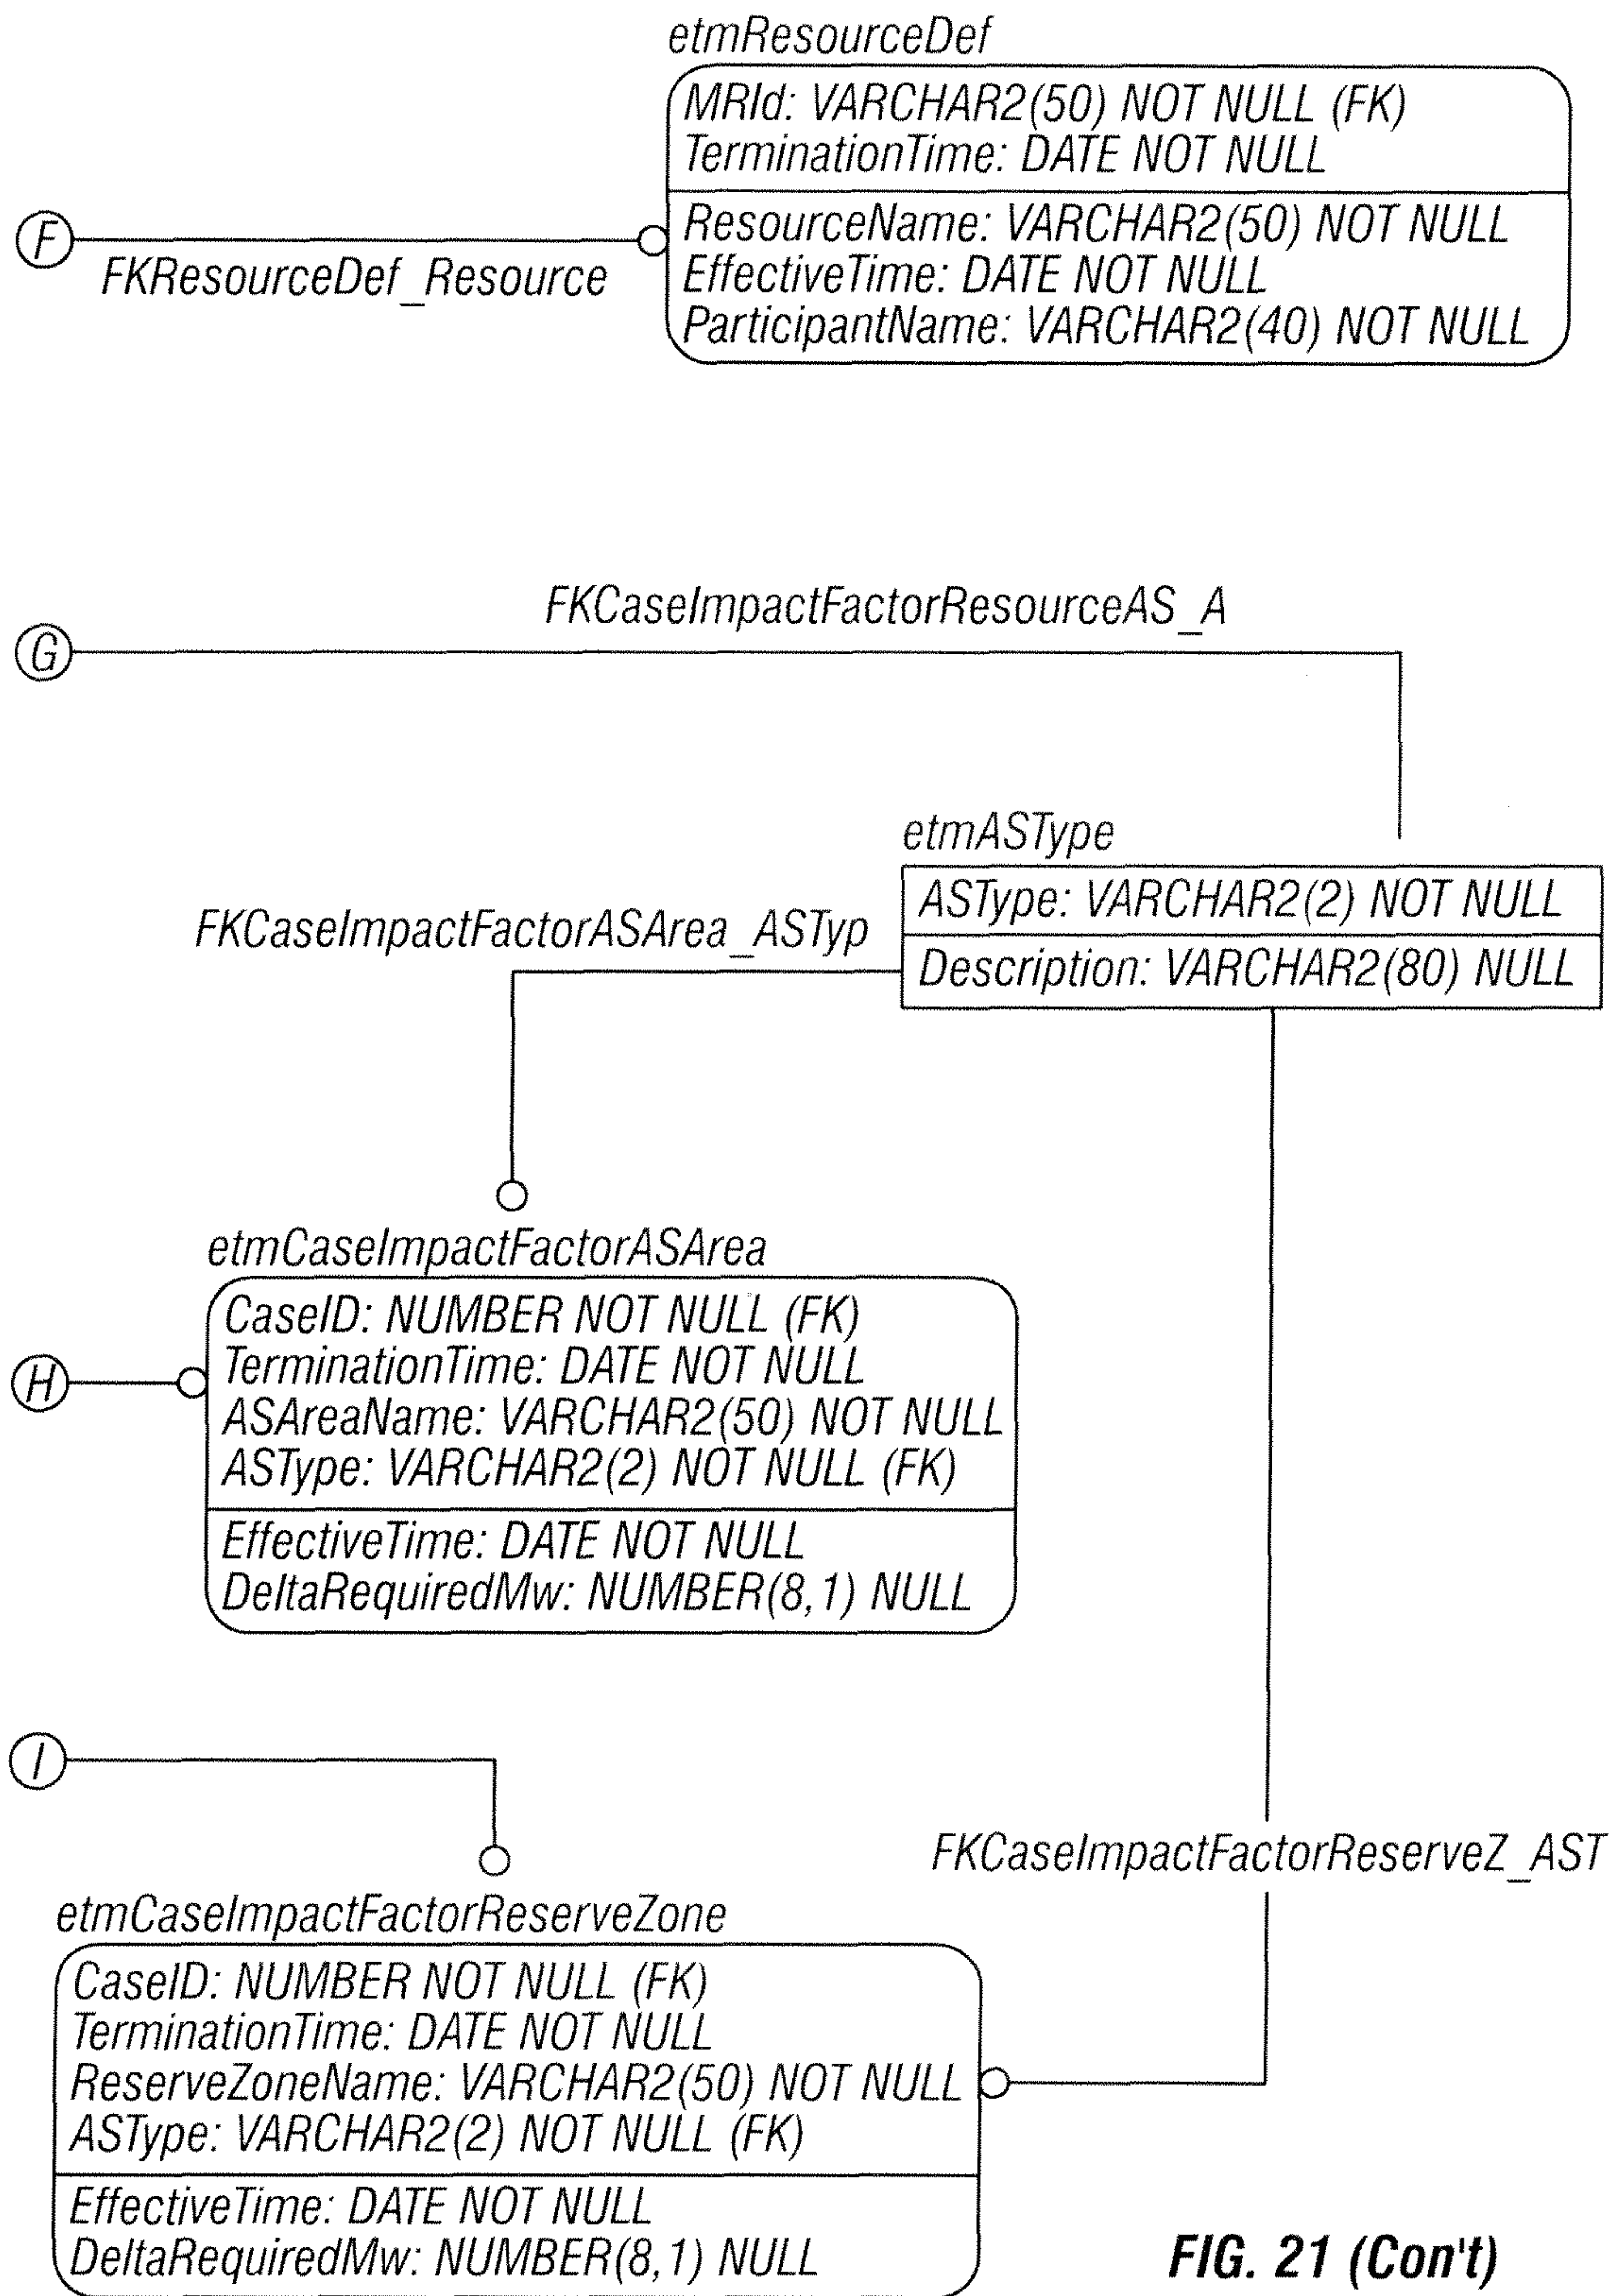 etmResourceDef
MRId: VARCHAR2(50) NOT NULL (FK)
TerminationTime: DATE NOT NULL
ResourceName: VARCHAR2(50) NOT NULL
EffectiveTime: DATE NOT NULL
ParticipantName: VARCHAR2(40) NOT NULL
F
FKResourceDef_Resource
FKCaseImpactFactorResourceAS_A
G
etmASType
ASType: VARCHAR2(2) NOT NULL
Description: VARCHAR2(80) NULL
FKCaseImpactFactorASArea_ASTyp
etmCaseImpactFactorASArea
CaseID: NUMBER NOT NULL (FK)
TerminationTime: DATE NOT NULL
ASAreaName: VARCHAR2(50) NOT NULL
ASType: VARCHAR2(2) NOT NULL (FK)
EffectiveTime: DATE NOT NULL
DeltaRequiredMw: NUMBER(8,1) NULL
H
I
FKCaseImpactFactorReserveZ_AST
etmCaseImpactFactorReserveZone
CaseID: NUMBER NOT NULL (FK)
TerminationTime: DATE NOT NULL
ReserveZoneName: VARCHAR2(50) NOT NULL
ASType: VARCHAR2(2) NOT NULL (FK)
EffectiveTime: DATE NOT NULL
DeltaRequiredMw: NUMBER(8,1) NULL
FIG. 21 (Con't)